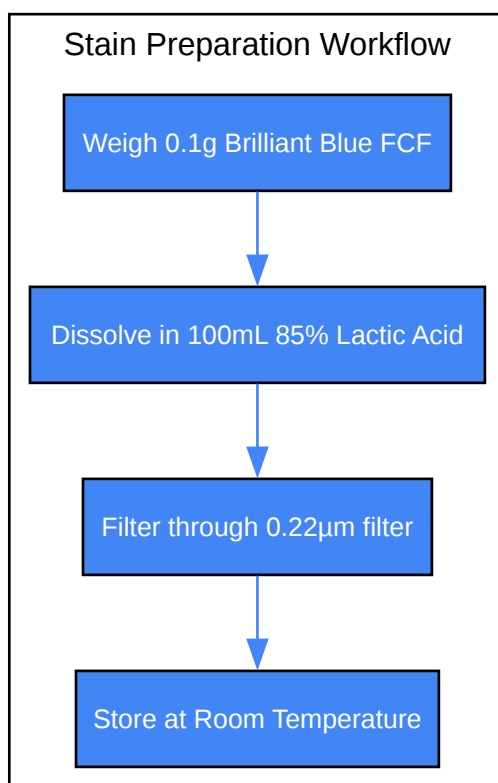 Stain Preparation Workflow
Weigh 0.1g Brilliant Blue FCF
Dissolve in 100mL 85% Lactic Acid
Filter through 0.22µm filter
Store at Room Temperature